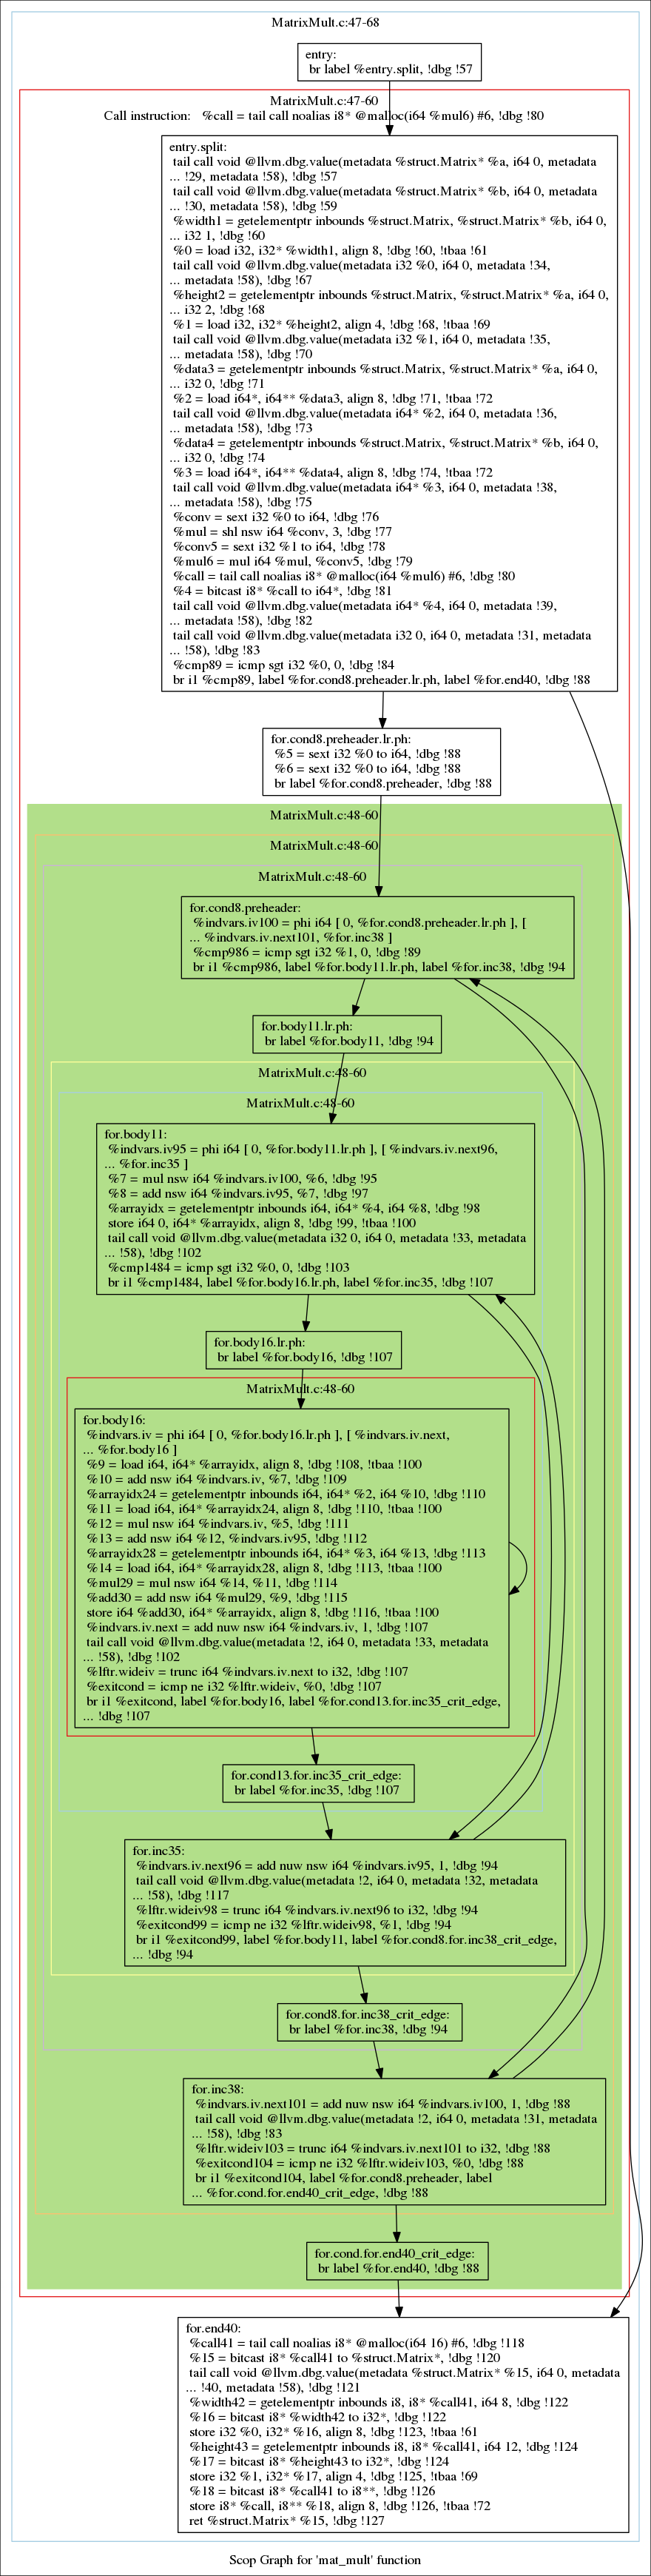 MatrixMult.c:47-68
entry:
br label %entry.split, !dbg !57
MatrixMult.c:47-60
Call instruction: %call = tail call noalias i8* @malloc(i64 %mul6) #6, !dbg !80
entry.split:
tail call void @llvm.dbg.value(metadata %struct.Matrix* %a, i64 0, metadata
... !29, metadata !58), !dbg !57
tail call void @llvm.dbg.value(metadata %struct.Matrix* %b, i64 0, metadata
... !30, metadata !58), !dbg !59
%width1 = getelementptr inbounds %struct.Matrix, %struct.Matrix* %b, i64 0,
... i32 1, !dbg !60
%0 = load i32, i32* %width1, align 8, !dbg !60, !tbaa !61
tail call void @llvm.dbg.value(metadata i32 %0, i64 0, metadata !34,
... metadata !58), !dbg !67
%height2 = getelementptr inbounds %struct.Matrix, %struct.Matrix* %a, i64 0,
... i32 2, !dbg !68
%1 = load i32, i32* %height2, align 4, !dbg !68, !tbaa !69
tail call void @llvm.dbg.value(metadata i32 %1, i64 0, metadata !35,
... metadata !58), !dbg !70
%data3 = getelementptr inbounds %struct.Matrix, %struct.Matrix* %a, i64 0,
... i32 0, !dbg !71
%2 = load i64*, i64** %data3, align 8, !dbg !71, !tbaa !72
tail call void @llvm.dbg.value(metadata i64* %2, i64 0, metadata !36,
... metadata !58), !dbg !73
%data4 = getelementptr inbounds %struct.Matrix, %struct.Matrix* %b, i64 0,
... i32 0, !dbg !74
%3 = load i64*, i64** %data4, align 8, !dbg !74, !tbaa !72
tail call void @llvm.dbg.value(metadata i64* %3, i64 0, metadata !38,
... metadata !58), !dbg !75
%conv = sext i32 %0 to i64, !dbg !76
%mul = shl nsw i64 %conv, 3, !dbg !77
%conv5 = sext i32 %1 to i64, !dbg !78
%mul6 = mul i64 %mul, %conv5, !dbg !79
%call = tail call noalias i8* @malloc(i64 %mul6) #6, !dbg !80
%4 = bitcast i8* %call to i64*, !dbg !81
tail call void @llvm.dbg.value(metadata i64* %4, i64 0, metadata !39,
... metadata !58), !dbg !82
tail call void @llvm.dbg.value(metadata i32 0, i64 0, metadata !31, metadata
... !58), !dbg !83
%cmp89 = icmp sgt i32 %0, 0, !dbg !84
br i1 %cmp89, label %for.cond8.preheader.lr.ph, label %for.end40, !dbg !88
for.cond8.preheader.lr.ph:
%5 = sext i32 %0 to i64, !dbg !88
%6 = sext i32 %0 to i64, !dbg !88
br label %for.cond8.preheader, !dbg !88
MatrixMult.c:48-60
MatrixMult.c:48-60
MatrixMult.c:48-60
for.cond8.preheader:
%indvars.iv100 = phi i64 [ 0, %for.cond8.preheader.lr.ph ], [
... %indvars.iv.next101, %for.inc38 ]
%cmp986 = icmp sgt i32 %1, 0, !dbg !89
br i1 %cmp986, label %for.body11.lr.ph, label %for.inc38, !dbg !94
for.body11.lr.ph:
br label %for.body11, !dbg !94
MatrixMult.c:48-60
MatrixMult.c:48-60
for.body11:
%indvars.iv95 = phi i64 [ 0, %for.body11.lr.ph ], [ %indvars.iv.next96,
... %for.inc35 ]
%7 = mul nsw i64 %indvars.iv100, %6, !dbg !95
%8 = add nsw i64 %indvars.iv95, %7, !dbg !97
%arrayidx = getelementptr inbounds i64, i64* %4, i64 %8, !dbg !98
store i64 0, i64* %arrayidx, align 8, !dbg !99, !tbaa !100
tail call void @llvm.dbg.value(metadata i32 0, i64 0, metadata !33, metadata
... !58), !dbg !102
%cmp1484 = icmp sgt i32 %0, 0, !dbg !103
br i1 %cmp1484, label %for.body16.lr.ph, label %for.inc35, !dbg !107
for.body16.lr.ph:
br label %for.body16, !dbg !107
MatrixMult.c:48-60
for.body16:
%indvars.iv = phi i64 [ 0, %for.body16.lr.ph ], [ %indvars.iv.next,
... %for.body16 ]
%9 = load i64, i64* %arrayidx, align 8, !dbg !108, !tbaa !100
%10 = add nsw i64 %indvars.iv, %7, !dbg !109
%arrayidx24 = getelementptr inbounds i64, i64* %2, i64 %10, !dbg !110
%11 = load i64, i64* %arrayidx24, align 8, !dbg !110, !tbaa !100
%12 = mul nsw i64 %indvars.iv, %5, !dbg !111
%13 = add nsw i64 %12, %indvars.iv95, !dbg !112
%arrayidx28 = getelementptr inbounds i64, i64* %3, i64 %13, !dbg !113
%14 = load i64, i64* %arrayidx28, align 8, !dbg !113, !tbaa !100
%mul29 = mul nsw i64 %14, %11, !dbg !114
%add30 = add nsw i64 %mul29, %9, !dbg !115
store i64 %add30, i64* %arrayidx, align 8, !dbg !116, !tbaa !100
%indvars.iv.next = add nuw nsw i64 %indvars.iv, 1, !dbg !107
tail call void @llvm.dbg.value(metadata !2, i64 0, metadata !33, metadata
... !58), !dbg !102
%lftr.wideiv = trunc i64 %indvars.iv.next to i32, !dbg !107
%exitcond = icmp ne i32 %lftr.wideiv, %0, !dbg !107
br i1 %exitcond, label %for.body16, label %for.cond13.for.inc35_crit_edge,
... !dbg !107
for.cond13.for.inc35_crit_edge:
br label %for.inc35, !dbg !107
for.inc35:
%indvars.iv.next96 = add nuw nsw i64 %indvars.iv95, 1, !dbg !94
tail call void @llvm.dbg.value(metadata !2, i64 0, metadata !32, metadata
... !58), !dbg !117
%lftr.wideiv98 = trunc i64 %indvars.iv.next96 to i32, !dbg !94
%exitcond99 = icmp ne i32 %lftr.wideiv98, %1, !dbg !94
br i1 %exitcond99, label %for.body11, label %for.cond8.for.inc38_crit_edge,
... !dbg !94
for.cond8.for.inc38_crit_edge:
br label %for.inc38, !dbg !94
for.inc38:
%indvars.iv.next101 = add nuw nsw i64 %indvars.iv100, 1, !dbg !88
tail call void @llvm.dbg.value(metadata !2, i64 0, metadata !31, metadata
... !58), !dbg !83
%lftr.wideiv103 = trunc i64 %indvars.iv.next101 to i32, !dbg !88
%exitcond104 = icmp ne i32 %lftr.wideiv103, %0, !dbg !88
br i1 %exitcond104, label %for.cond8.preheader, label
... %for.cond.for.end40_crit_edge, !dbg !88
for.cond.for.end40_crit_edge:
br label %for.end40, !dbg !88
for.end40:
%call41 = tail call noalias i8* @malloc(i64 16) #6, !dbg !118
%15 = bitcast i8* %call41 to %struct.Matrix*, !dbg !120
tail call void @llvm.dbg.value(metadata %struct.Matrix* %15, i64 0, metadata
... !40, metadata !58), !dbg !121
%width42 = getelementptr inbounds i8, i8* %call41, i64 8, !dbg !122
%16 = bitcast i8* %width42 to i32*, !dbg !122
store i32 %0, i32* %16, align 8, !dbg !123, !tbaa !61
%height43 = getelementptr inbounds i8, i8* %call41, i64 12, !dbg !124
%17 = bitcast i8* %height43 to i32*, !dbg !124
store i32 %1, i32* %17, align 4, !dbg !125, !tbaa !69
%18 = bitcast i8* %call41 to i8**, !dbg !126
store i8* %call, i8** %18, align 8, !dbg !126, !tbaa !72
ret %struct.Matrix* %15, !dbg !127
Scop Graph for 'mat_mult' function